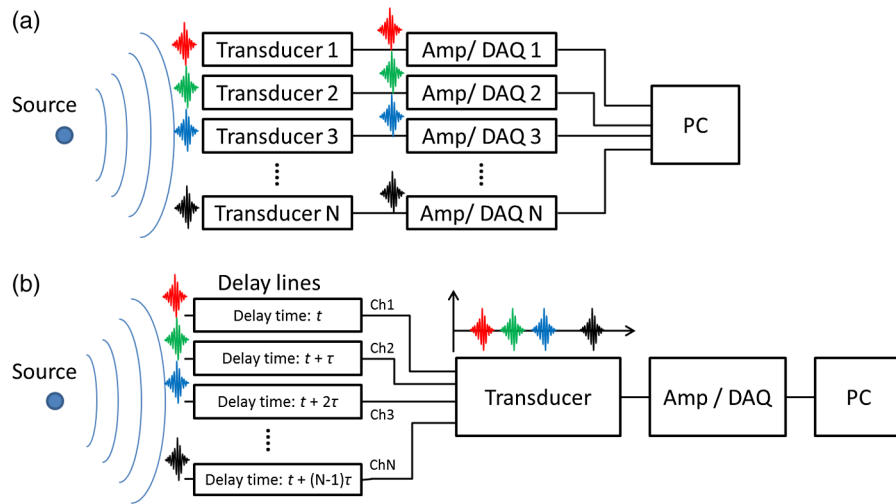 (a)
Source
Transducer 1
Amp/ DAQ 1
Transducer 2
Amp/ DAQ 2
Transducer 3
Amp/ DAQ 3
Transducer N
Amp/ DAQ N
PC
(b)
Source
Delay lines
Delay time: t
Ch1
Delay time: t + τ
Ch2
Delay time: t + 2τ
Ch3
Delay time: t + (N-1)τ
ChN
Transducer
Amp / DAQ
PC